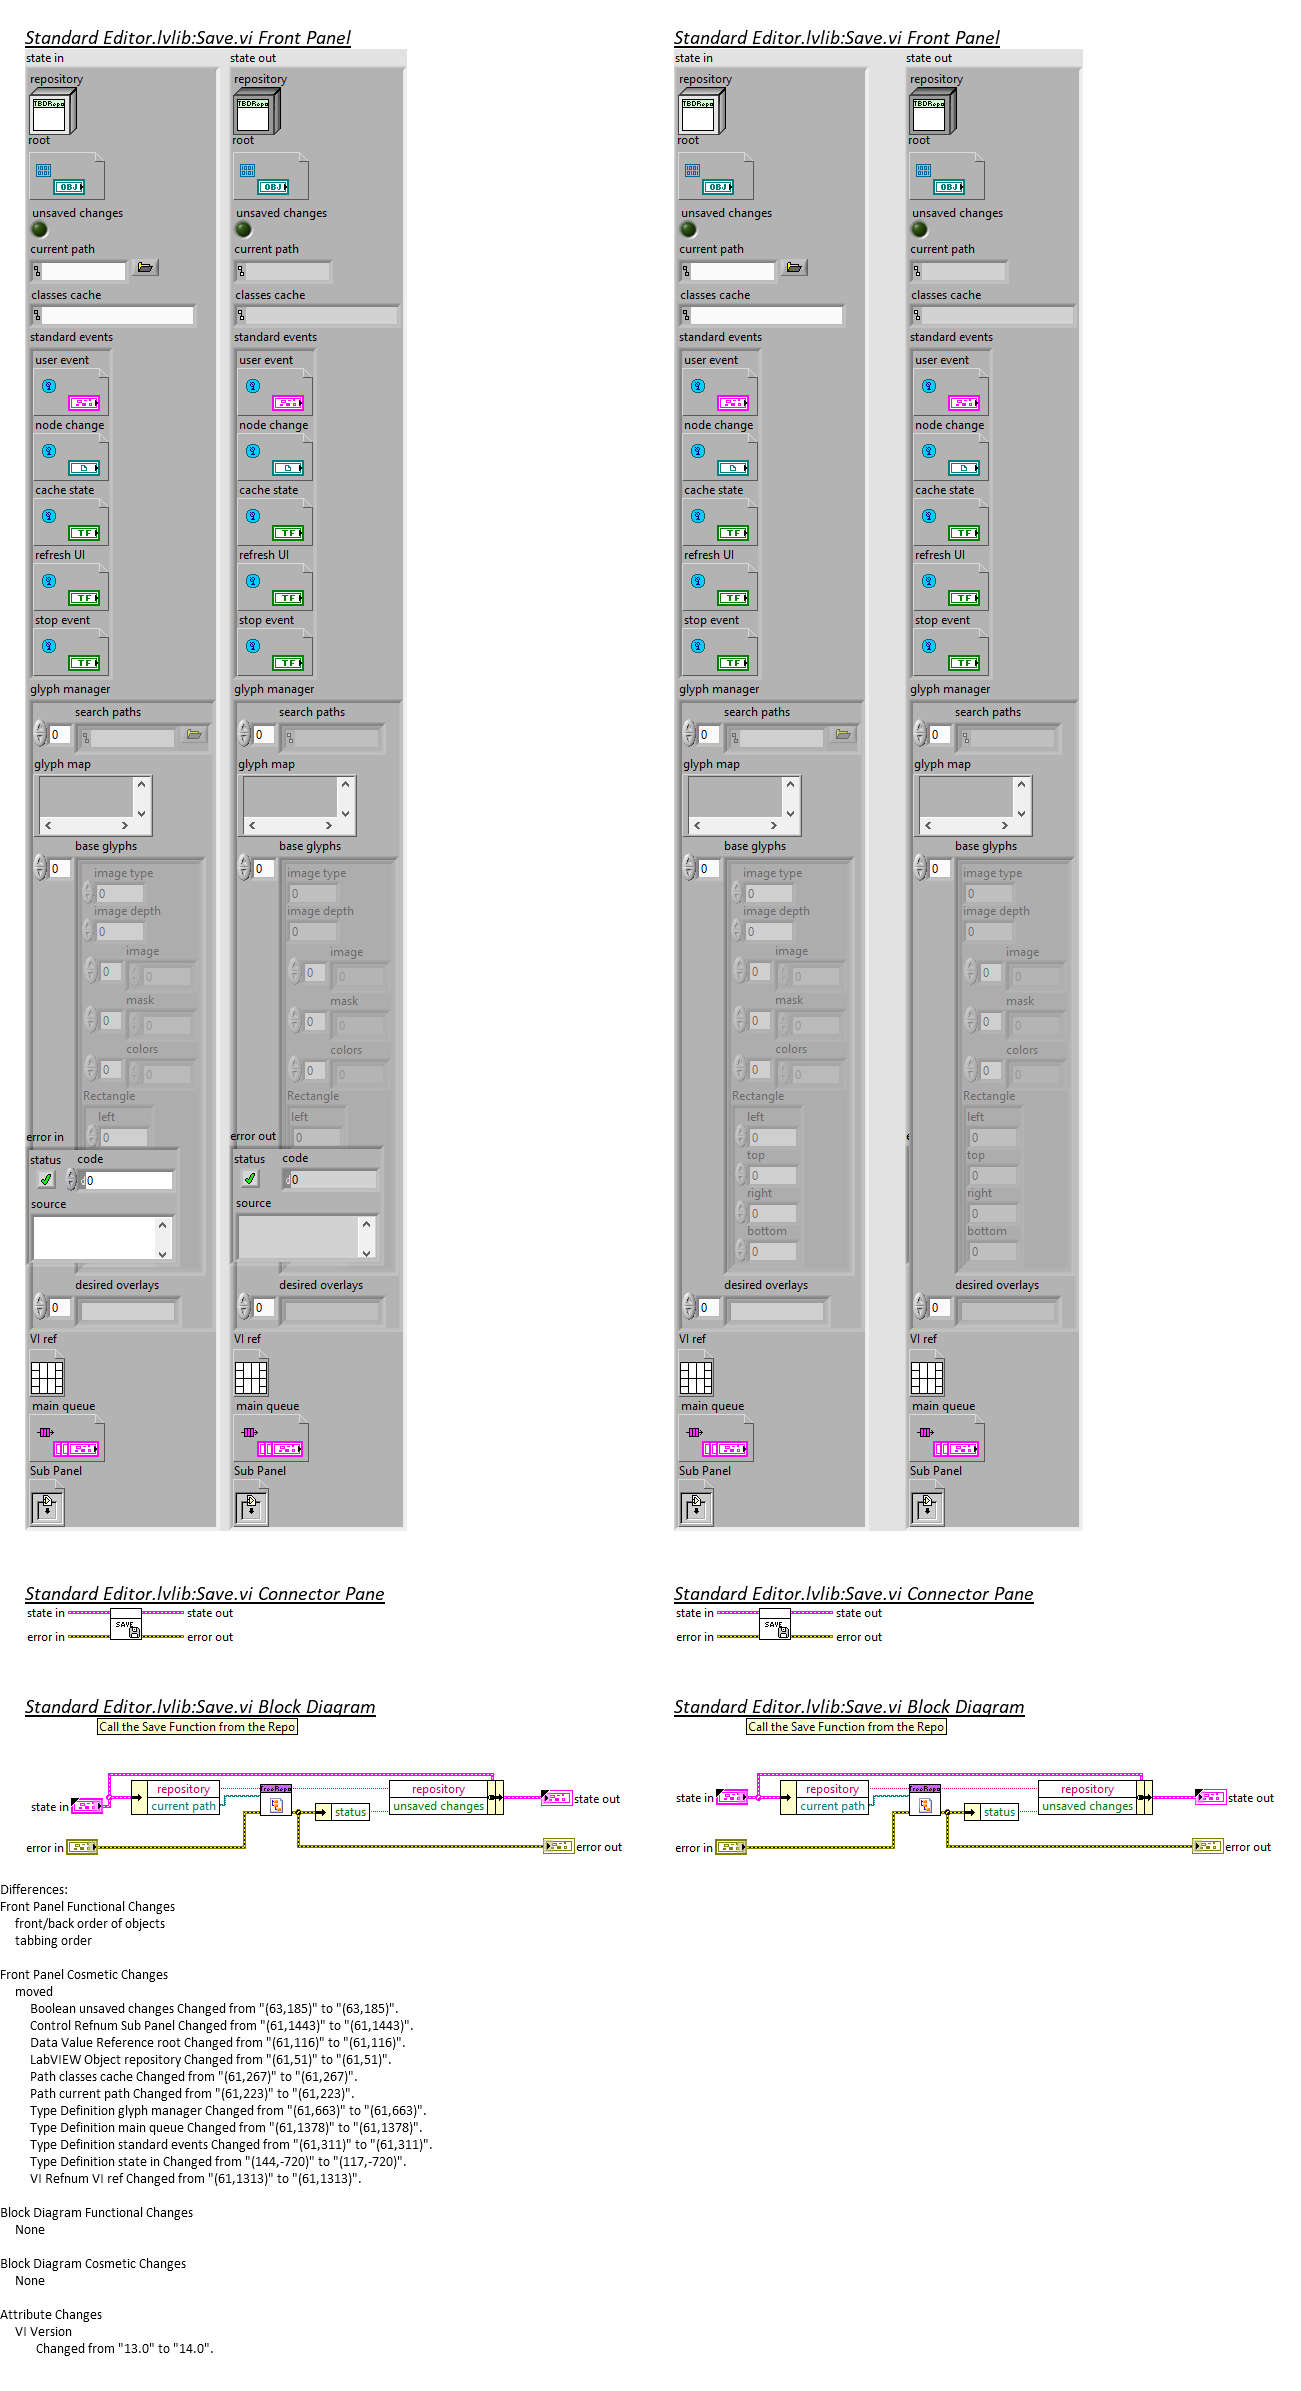 Standard Editor.lvlib:Save.vi Front Panel
state in
state out
repository
repository
TBDRepo
TBDRepo
root
root
OBJ
OBJ
unsaved changes
unsaved changes
current path
current path
classes cache
classes cache
standard events
standard events
user event
user event
node change
node change
cache state
cache state
TF
TF
refresh UI
refresh UI
TF
TF
stop event
stop event
TF
TF
glyph manager
glyph manager
search paths
search paths
0
0
glyph map
glyph map
base glyphs
base glyphs
0
0
image type
image type
0
0
image depth
image depth
0
0
image
image
0 0
0 0
mask
mask
0 0
0 0
colors
colors
0 0
0 0
Rectangle
Rectangle
left
left
0
0
error in
error out
status code
status code
d0
d0
source
source
desired overlays
desired overlays
0
0
VI ref
VI ref
main queue
main queue
Sub Panel
Sub Panel
Standard Editor.lvlib:Save.vi Front Panel
state in
state out
repository
repository
TBDRepo
TBDRepo
root
root
OBJ
OBJ
unsaved changes
unsaved changes
current path
current path
classes cache
classes cache
standard events
standard events
user event
user event
node change
node change
cache state
cache state
TF
TF
refresh UI
refresh UI
TF
TF
stop event
stop event
TF
TF
glyph manager
glyph manager
search paths
search paths
0
0
glyph map
glyph map
base glyphs
base glyphs
0
0
image type
image type
0
0
image depth
image depth
0
0
image
image
0 0
0 0
mask
mask
0 0
0 0
colors
colors
0 0
0 0
Rectangle
Rectangle
left
left
0
0
top
top
0
0
right
right
0
0
bottom
bottom
0
0
desired overlays
desired overlays
0
0
VI ref
VI ref
main queue
main queue
Sub Panel
Sub Panel
Standard Editor.lvlib:Save.vi Connector Pane
state in
SAVE
state out
error in
error out
Standard Editor.lvlib:Save.vi Connector Pane
state in
SAVE
state out
error in
error out
Standard Editor.lvlib:Save.vi Block Diagram
Call the Save Function from the Repo
repository
TreeRepo
repository
state in
current path
status
unsaved changes
state out
error in
error out
Standard Editor.lvlib:Save.vi Block Diagram
Call the Save Function from the Repo
repository
TreeRepo
repository
state in
current path
status
unsaved changes
state out
error in
error out
Differences:
Front Panel Functional Changes
front/back order of objects
tabbing order
Front Panel Cosmetic Changes
moved
Boolean unsaved changes Changed from "(63,185)" to "(63,185)".
Control Refnum Sub Panel Changed from "(61,1443)" to "(61,1443)".
Data Value Reference root Changed from "(61,116)" to "(61,116)".
LabVIEW Object repository Changed from "(61,51)" to "(61,51)".
Path classes cache Changed from "(61,267)" to "(61,267)".
Path current path Changed from "(61,223)" to "(61,223)".
Type Definition glyph manager Changed from "(61,663)" to "(61,663)".
Type Definition main queue Changed from "(61,1378)" to "(61,1378)".
Type Definition standard events Changed from "(61,311)" to "(61,311)".
Type Definition state in Changed from "(144,-720)" to "(117,-720)".
VI Refnum VI ref Changed from "(61,1313)" to "(61,1313)".
Block Diagram Functional Changes
None
Block Diagram Cosmetic Changes
None
Attribute Changes
VI Version
Changed from "13.0" to "14.0".